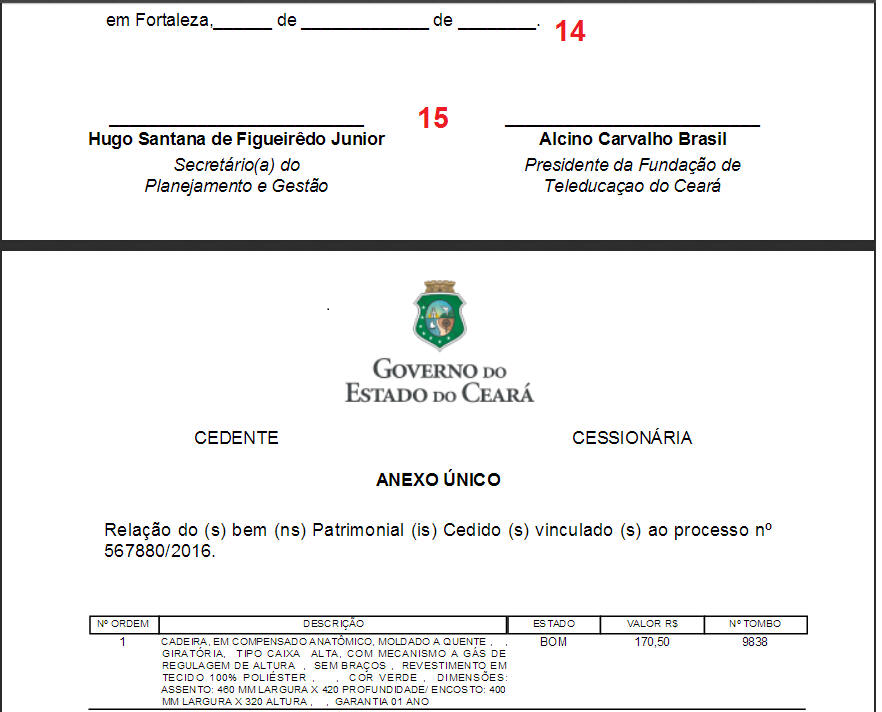 em Fortaleza,______ de _____________ de ________. 14
15
Hugo Santana de Figueirêdo Junior Alcino Carvalho Brasil
Secretário(a) do Presidente da Fundação de
Planejamento e Gestão Teleducaçao do Ceará
GOVERNO DO
ESTADO DO CEARÁ
CEDENTE CESSIONÁRIA
ANEXO ÚNICO
Relação do (s) bem (ns) Patrimonial (is) Cedido (s) vinculado (s) ao processo nº
567880/2016.
Nº ORDEM DESCRIÇÃO ESTADO VALOR R$ Nº TOMBO
1 CADEIRA, EM COMPENSADO ANATÔMICO, MOLDADO A QUENTE , , BOM 170,50 9838
GIRATÓRIA, TIPO CAIXA ALTA, COM MECANISMO A GÁS DE
REGULAGEM DE ALTURA , SEM BRAÇOS , REVESTIMENTO EM
TECIDO 100% POLIÉSTER , , COR VERDE , DIMENSÕES:
ASSENTO: 460 MM LARGURA X 420 PROFUNDIDADE/ ENCOSTO: 400
MM LARGURA X 320 ALTURA , , GARANTIA 01 ANO